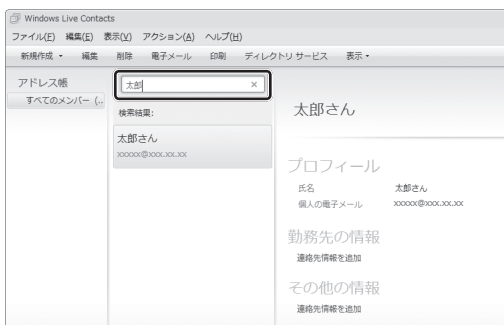 Windows Live Contacts
ファイル(F) 編集(E) 表示(V) アクション(A) ヘルプ(H)
新規作成 編集 削除 電子メール 印刷 ディレクトリ サービス 表示
アドレス帳
すべてのメンバー (..
太郎
検索結果:
太郎さん
xxxxx@xxx.xx.xx
太郎さん
プロフィール
氏名 太郎さん
個人の電子メール xxxxx@xxx.xx.xx
勤務先の情報
連絡先情報を追加
その他の情報
連絡先情報を追加